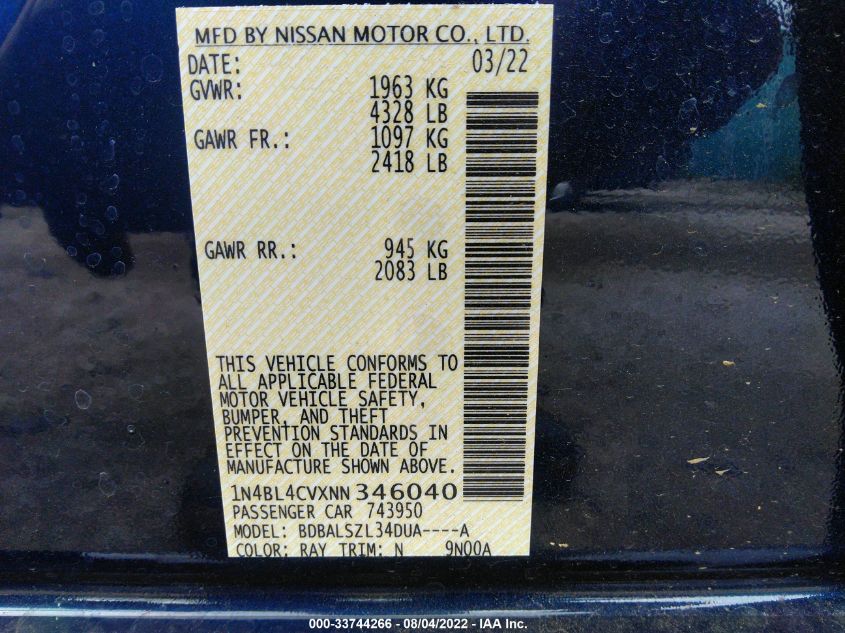 MFD BY NISSAN MOTOR CO., LTD.
DATE: 03/22
GVWR: 1963 KG
4328 LB
GAWR FR.: 1097 KG
2418 LB
GAWR RR.: 945 KG
2083 LB
THIS VEHICLE CONFORMS TO
ALL APPLICABLE FEDERAL
MOTOR VEHICLE SAFETY,
BUMPER, AND THEFT
PREVENTION STANDARDS IN
EFFECT ON THE DATE OF
MANUFACTURE SHOWN ABOVE.
1N4BL4CVXNN 346040
PASSENGER CAR 743950
MODEL: BDBALSZL34DUA----A
COLOR: RAY TRIM: N 9N00A
000-33744266 - 08/04/2022 - IAA Inc.